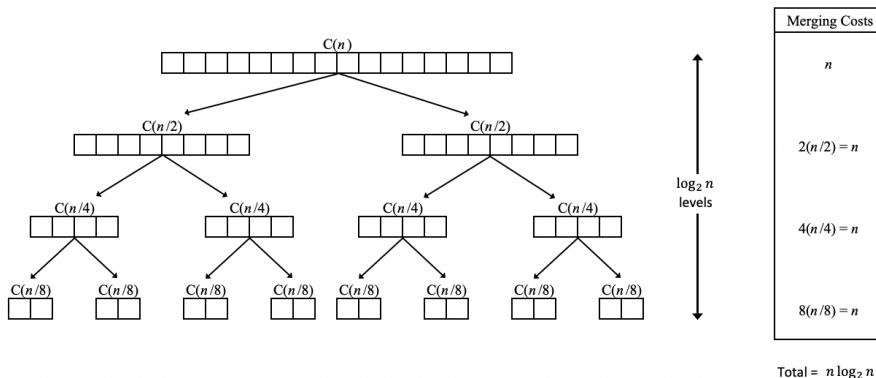 Merging Costs
C(n)
n
C(n/2) C(n/2)
2(n/2) = n
log₂ n
levels
C(n/4) C(n/4) C(n/4) C(n/4)
4(n/4) = n
C(n/8) C(n/8) C(n/8) C(n/8) C(n/8) C(n/8) C(n/8) C(n/8)
8(n/8) = n
Total = n log₂ n